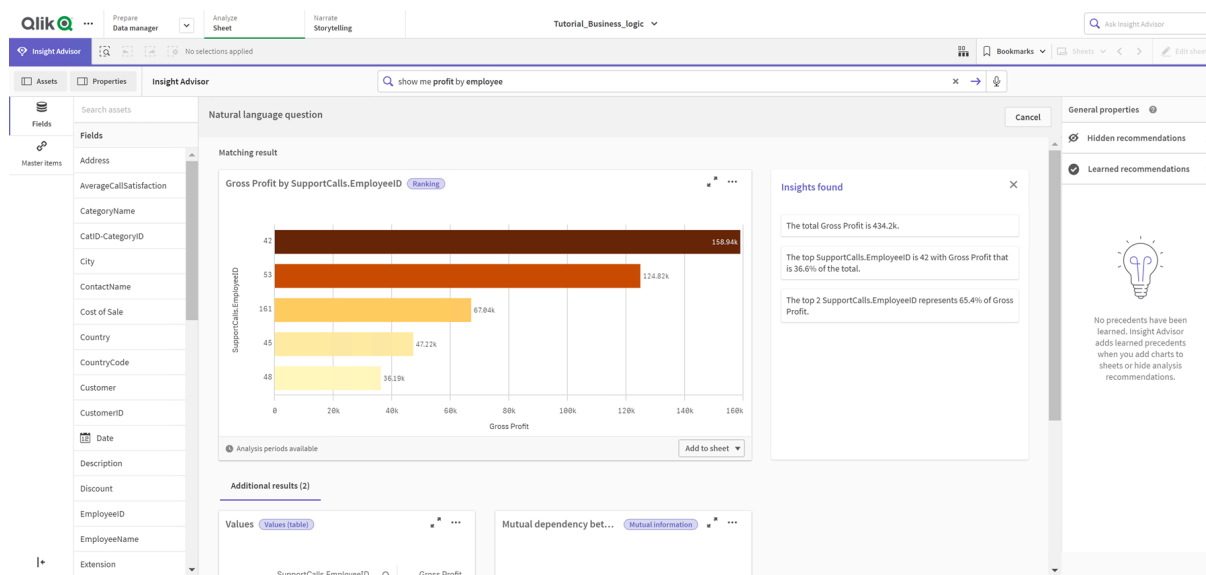 Qlik
Prepare
Data manager
Analyze
Sheet
Narrate
Storytelling
Tutorial_Business_logic
Ask Insight Advisor
Insight Advisor
No selections applied
Bookmarks
Sheets
Edit sheet
Assets
Properties
Insight Advisor
show me profit by employee
Fields
Master items
Search assets
Fields
Address
AverageCallSatisfaction
CategoryName
CatID-CategoryID
City
ContactName
Cost of Sale
Country
CountryCode
Customer
CustomerID
Date
Description
Discount
EmployeeID
EmployeeName
Extension
Natural language question
Cancel
Matching result
Gross Profit by SupportCalls.EmployeeID
Ranking
SupportCalls.EmployeeID
42
158.94k
53
124.82k
161
67.04k
45
47.22k
48
36.19k
0 20k 40k 60k 80k 100k 120k 140k 160k
Gross Profit
Analysis periods available
Add to sheet
Insights found
The total Gross Profit is 434.2k.
The top SupportCalls.EmployeeID is 42 with Gross Profit that
is 36.6% of the total.
The top 2 SupportCalls.EmployeeID represents 65.4% of Gross
Profit.
Additional results (2)
Values
Values (table)
SupportCalls.EmployeeID
Gross Profit
Mutual dependency bet...
Mutual information
General properties
Hidden recommendations
Learned recommendations
No precedents have been
learned. Insight Advisor
adds learned precedents
when you add charts to
sheets or hide analysis
recommendations.